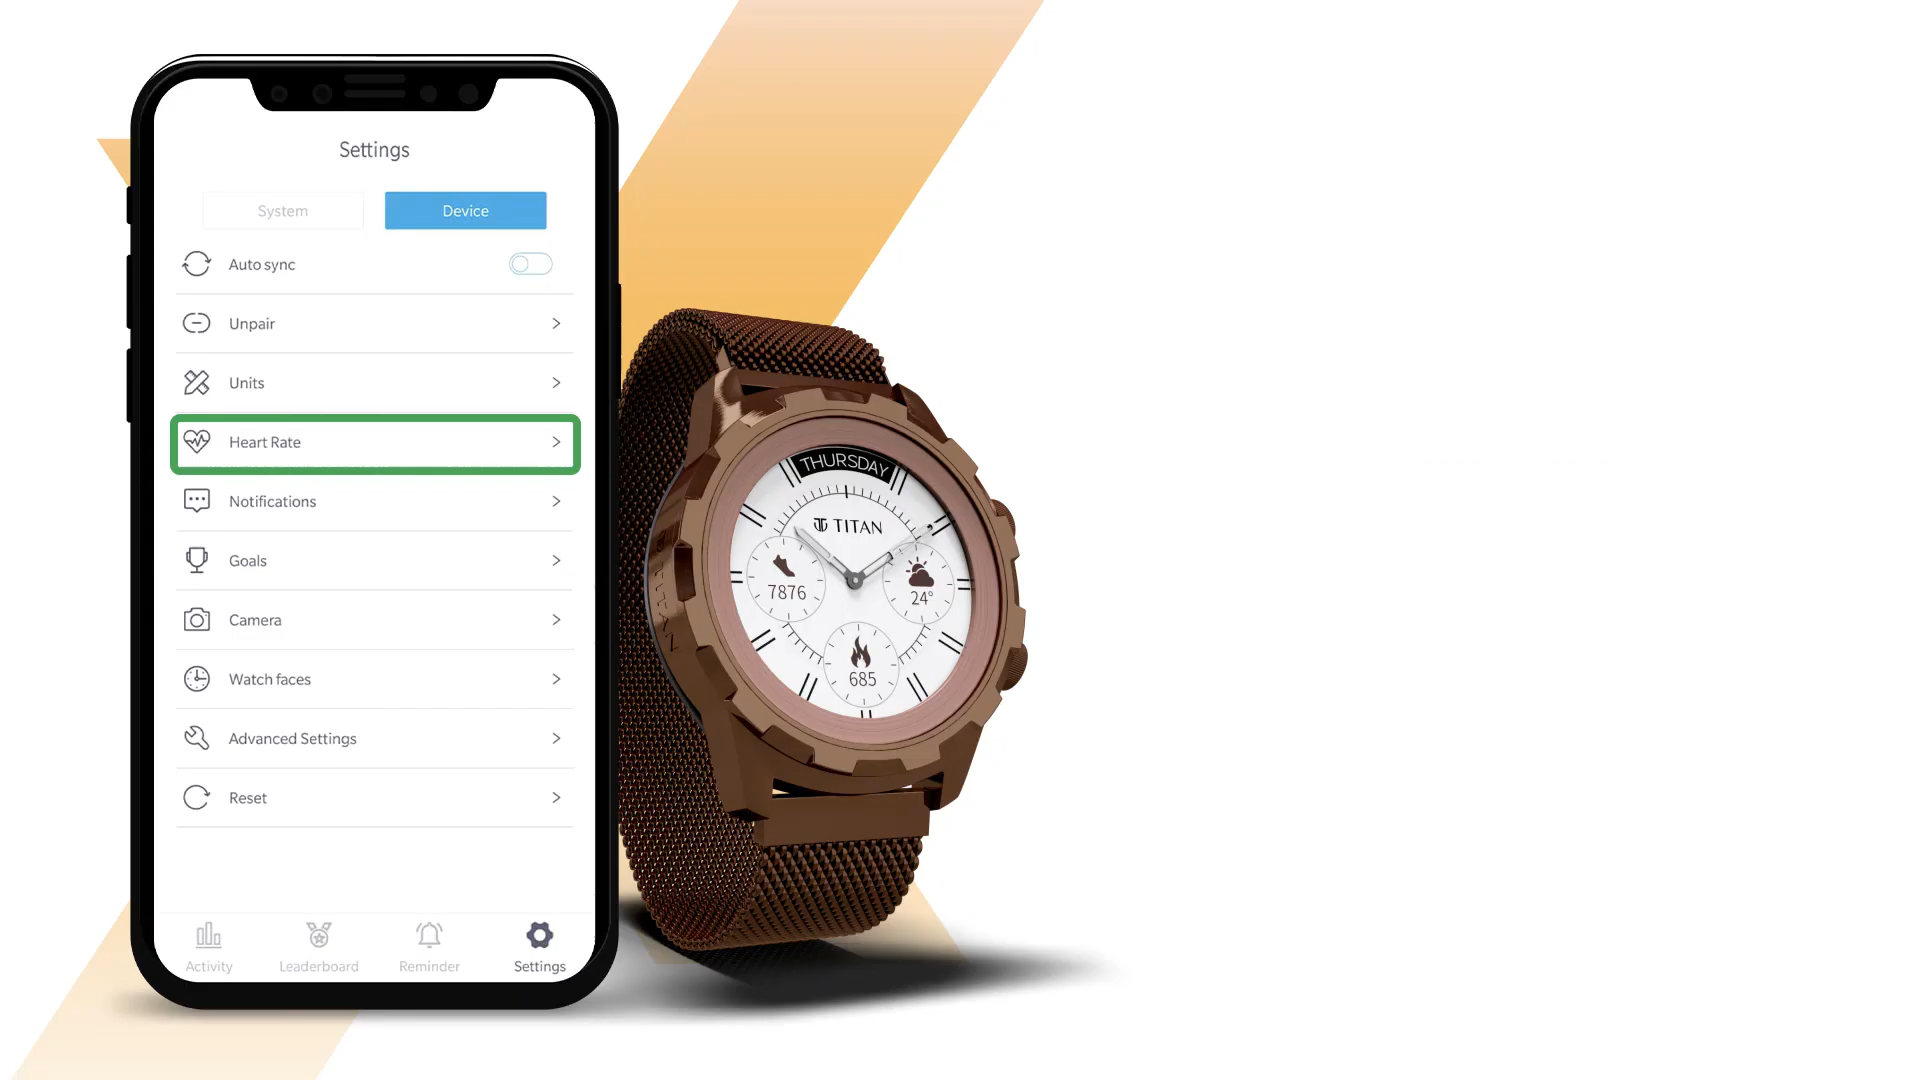 Settings
System
Device
Auto sync
Unpair
Units
Heart Rate
Notifications
Goals
Camera
Watch faces
Advanced Settings
Reset
Activity
Leaderboard
Reminder
Settings
THURSDAY
TITAN
7876
24°
685
TITAN